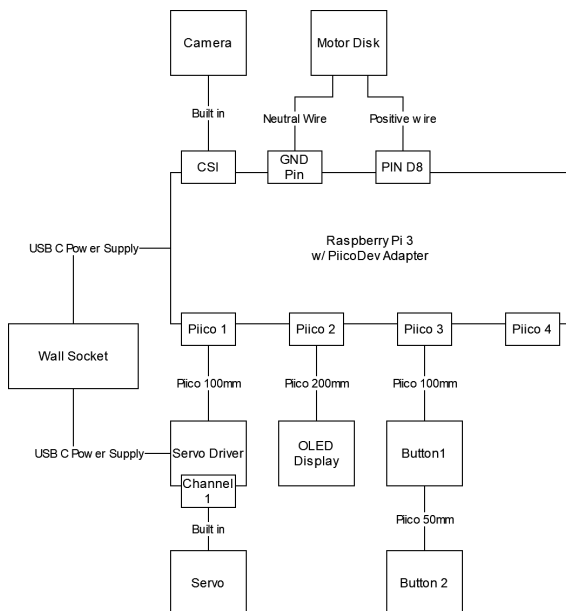 Camera
Motor Disk
Built in
Neutral Wire
Positive wire
CSI
GND
Pin
PIN D8
Raspberry Pi 3
w/ PiicoDev Adapter
USB C Power Supply
Piico 1
Piico 2
Piico 3
Piico 4
Wall Socket
Piico 100mm
Piico 200mm
Piico 100mm
USB C Power Supply
Servo Driver
OLED
Display
Button1
Channel
1
Built in
Piico 50mm
Servo
Button 2